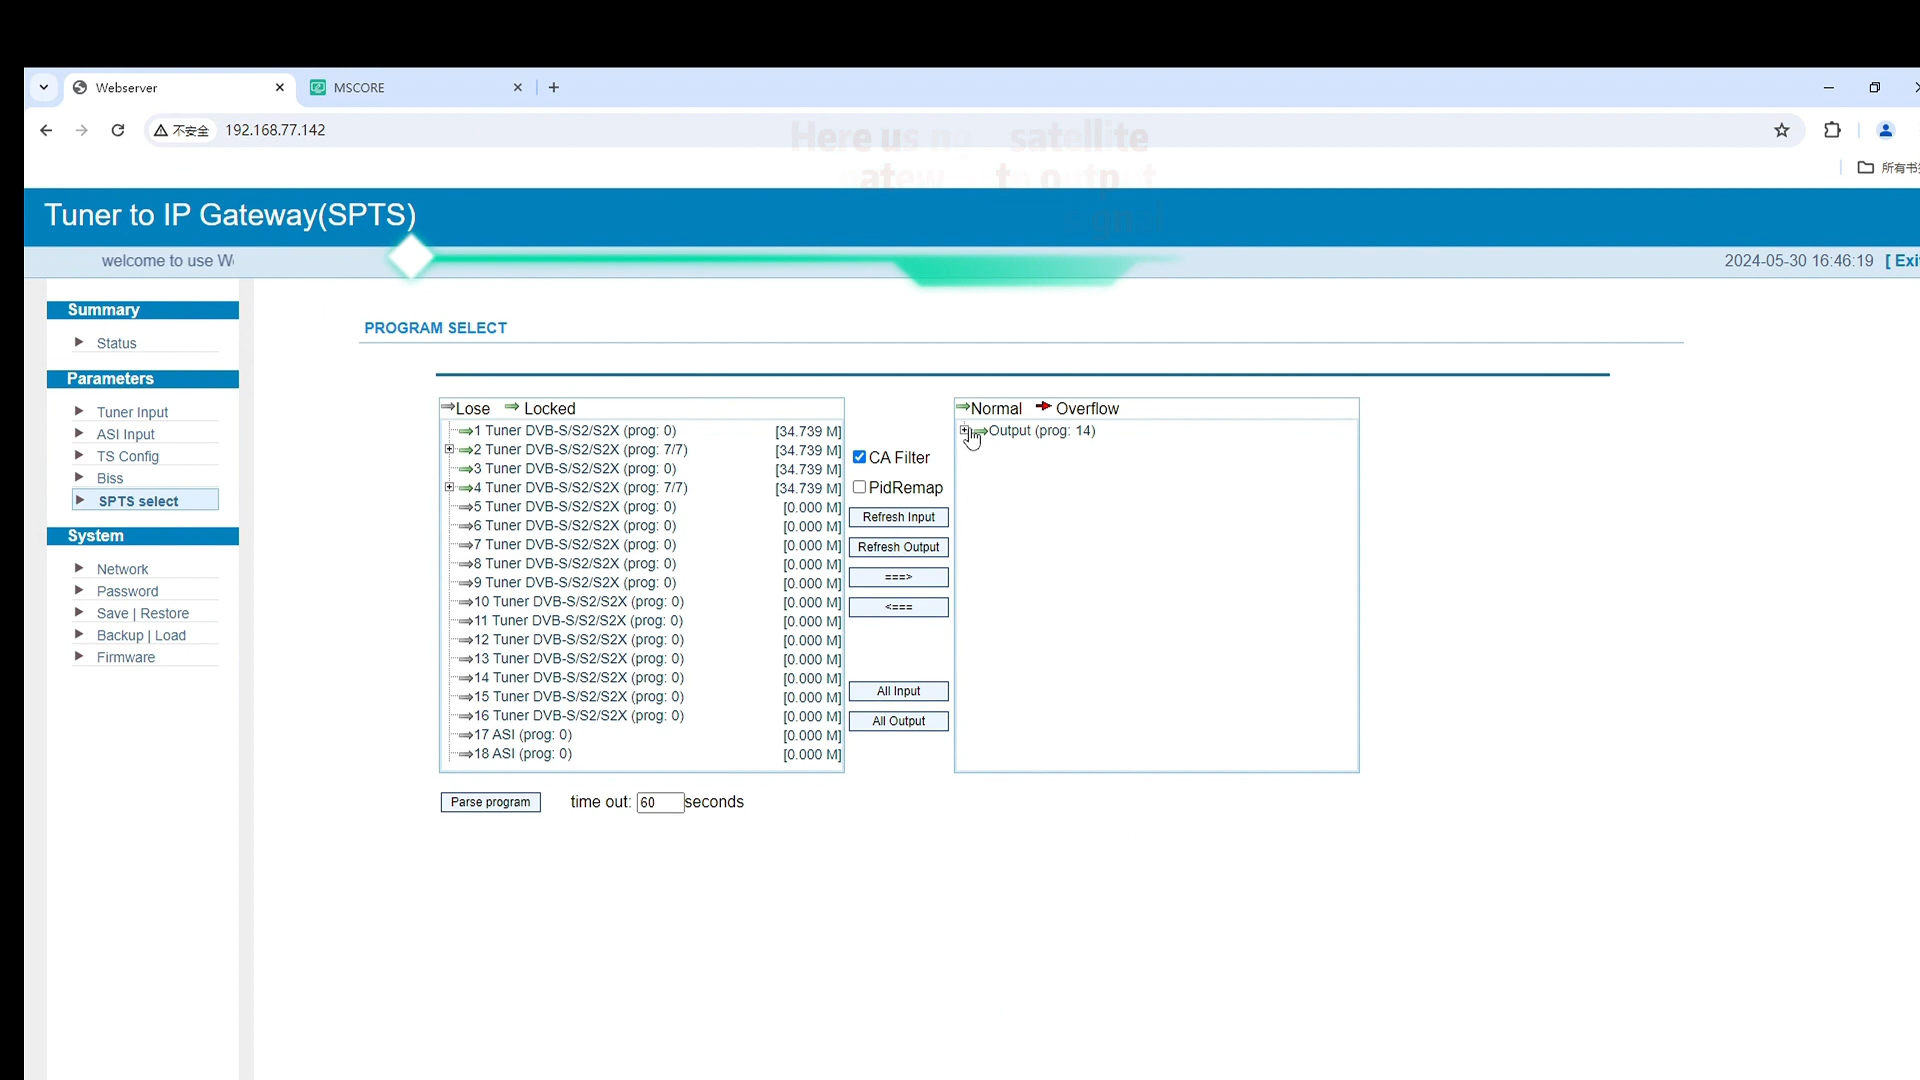 Webserver
MSCORE
不安全
192.168.77.142
Here us satellite
Tuner to IP Gateway(SPTS)
welcome to use
2024-05-30 16:46:19
Summary
Status
Parameters
Tuner Input
ASI Input
TS Config
Biss
SPTS select
System
Network
Password
Save | Restore
Backup | Load
Firmware
PROGRAM SELECT
Lose Locked
1 Tuner DVB-S/S2/S2X (prog: 0) [34.739 M]
2 Tuner DVB-S/S2/S2X (prog: 7/7) [34.739 M]
3 Tuner DVB-S/S2/S2X (prog: 0) [34.739 M]
4 Tuner DVB-S/S2/S2X (prog: 7/7) [34.739 M]
5 Tuner DVB-S/S2/S2X (prog: 0) [0.000 M]
6 Tuner DVB-S/S2/S2X (prog: 0) [0.000 M]
7 Tuner DVB-S/S2/S2X (prog: 0) [0.000 M]
8 Tuner DVB-S/S2/S2X (prog: 0) [0.000 M]
9 Tuner DVB-S/S2/S2X (prog: 0) [0.000 M]
10 Tuner DVB-S/S2/S2X (prog: 0) [0.000 M]
11 Tuner DVB-S/S2/S2X (prog: 0) [0.000 M]
12 Tuner DVB-S/S2/S2X (prog: 0) [0.000 M]
13 Tuner DVB-S/S2/S2X (prog: 0) [0.000 M]
14 Tuner DVB-S/S2/S2X (prog: 0) [0.000 M]
15 Tuner DVB-S/S2/S2X (prog: 0) [0.000 M]
16 Tuner DVB-S/S2/S2X (prog: 0) [0.000 M]
17 ASI (prog: 0) [0.000 M]
18 ASI (prog: 0) [0.000 M]
CA Filter
PidRemap
Refresh Input
Refresh Output
===>
<===
All Input
All Output
Normal Overflow
Output (prog: 14)
Parse program
time out: 60 seconds